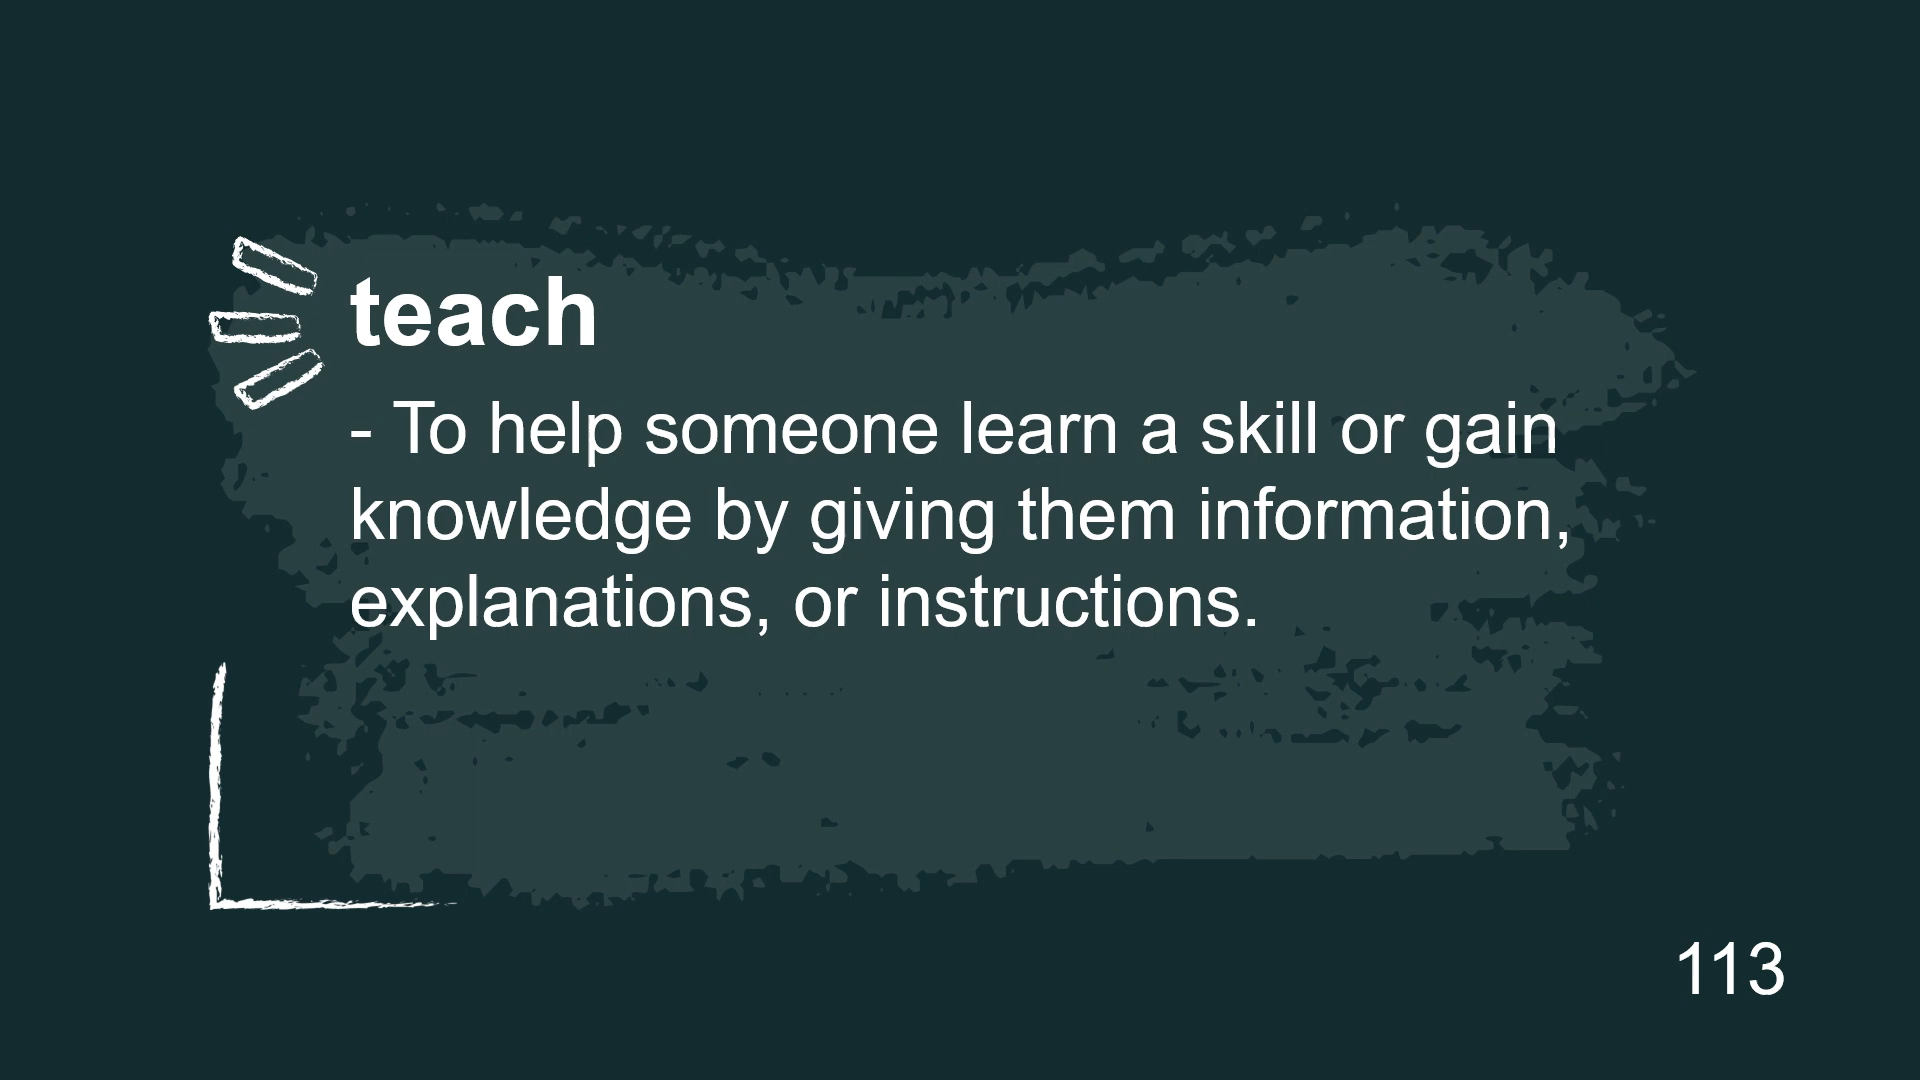 teach
- To help someone learn a skill or gain
knowledge by giving them information,
explanations, or instructions.
113